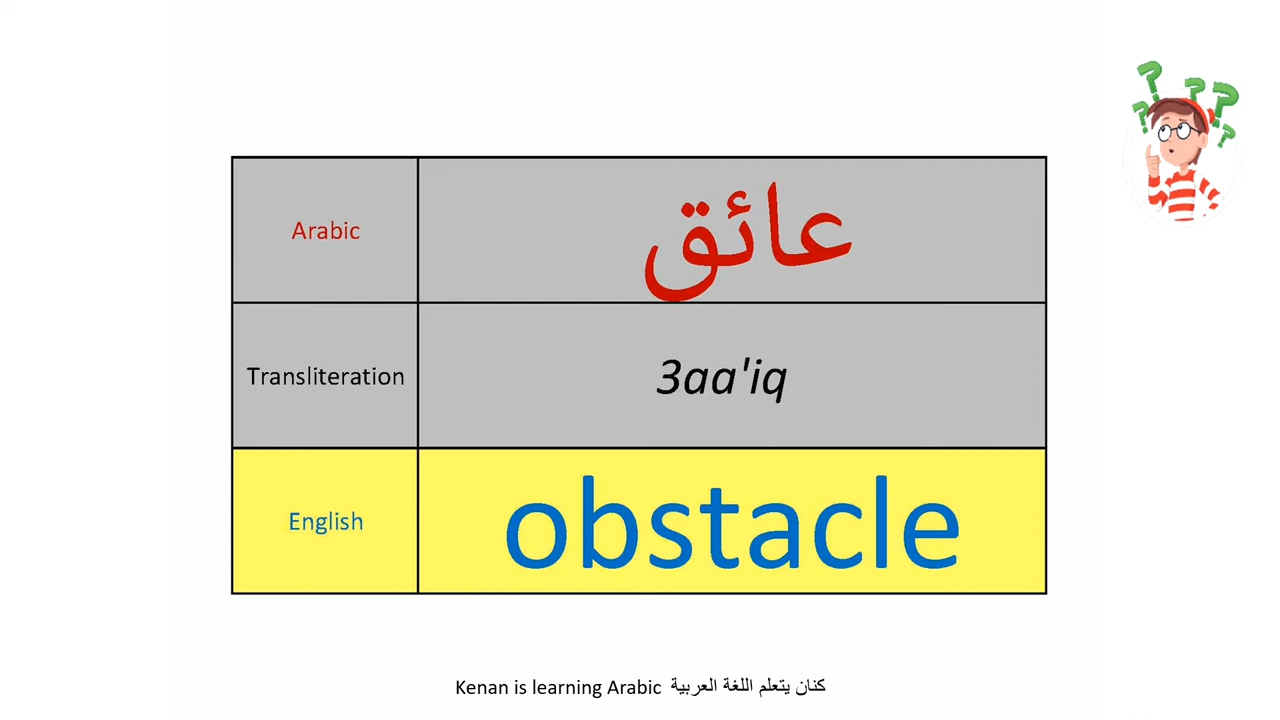 Arabic عائق
Transliteration 3aa'iq
English obstacle
Kenan is learning Arabic كنان يتعلم اللغة العربية